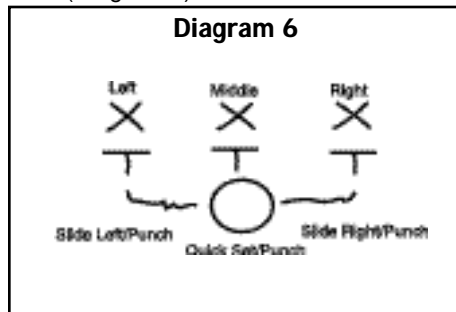 Diagram 6
Left Middle Right
Slide Left/Punch Slide Right/Punch
Quick Set/Punch